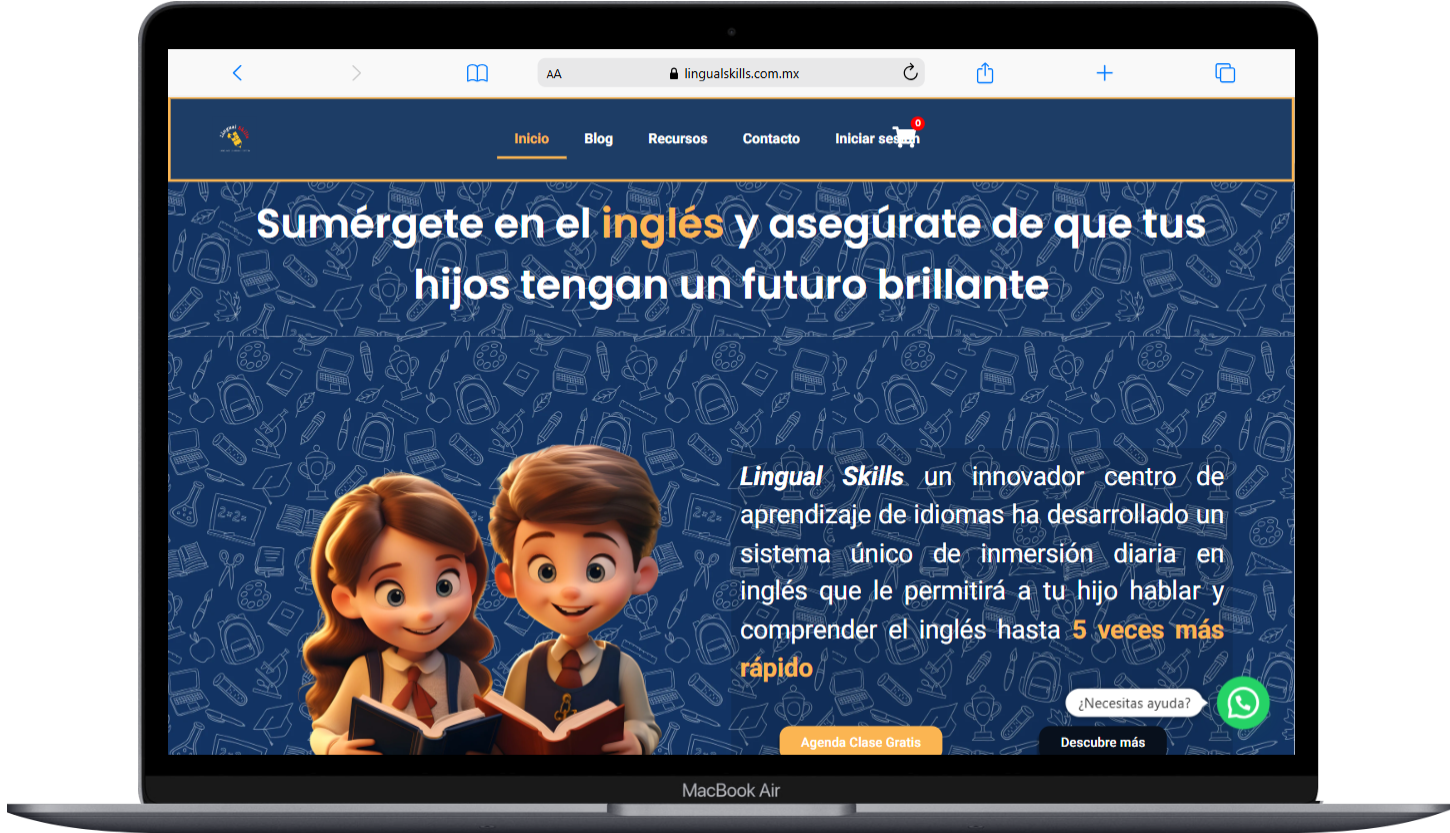 AA
lingualskills.com.mx
Lingual Skills
Inicio
Blog
Recursos
Contacto
Iniciar sesión
0
Sumérgete en el inglés y asegúrate de que tus
hijos tengan un futuro brillante
Lingual Skills un innovador centro de
aprendizaje de idiomas ha desarrollado un
sistema único de inmersión diaria en
inglés que le permitirá a tu hijo hablar y
comprender el inglés hasta 5 veces más
rápido
¿Necesitas ayuda?
Agenda Clase Gratis
Descubre más
MacBook Air